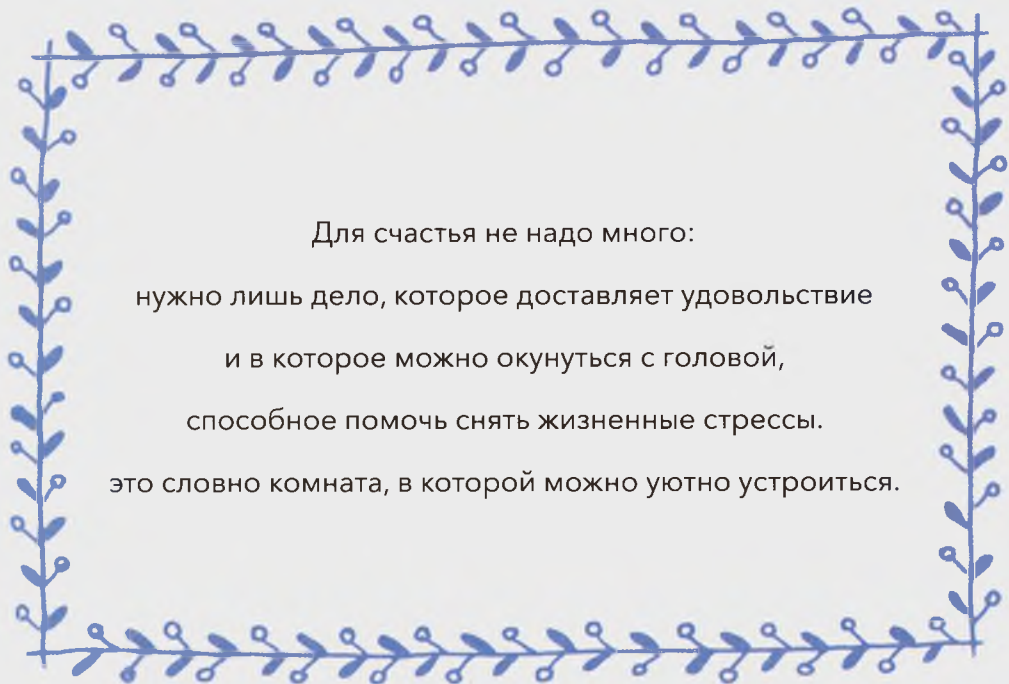 Для счастья не надо много:
нужно лишь дело, которое доставляет удовольствие
и в которое можно окунуться с головой,
способное помочь снять жизненные стрессы.
это словно комната, в которой можно уютно устроиться.